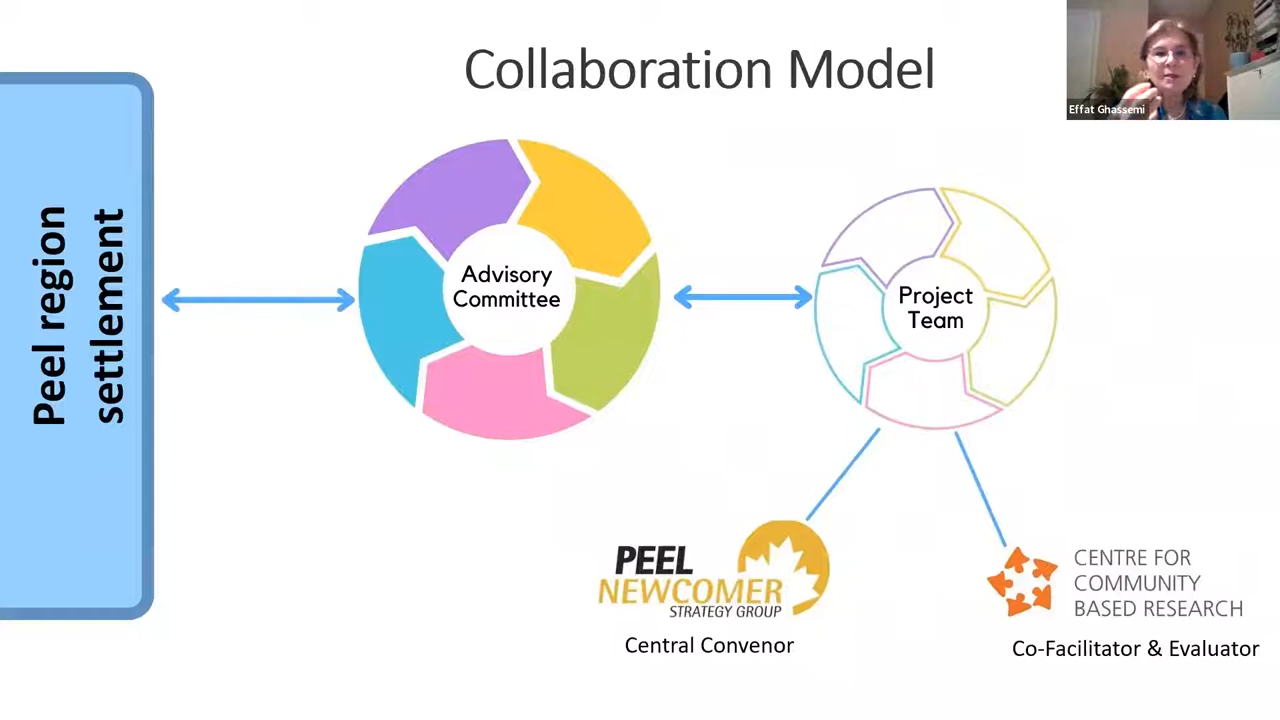 Collaboration Model
Effat Ghassemi
Peel region
settlement
Advisory
Committee
Project
Team
PEEL
NEWCOMER
STRATEGY GROUP
Central Convenor
CENTRE FOR
COMMUNITY
BASED RESEARCH
Co-Facilitator & Evaluator